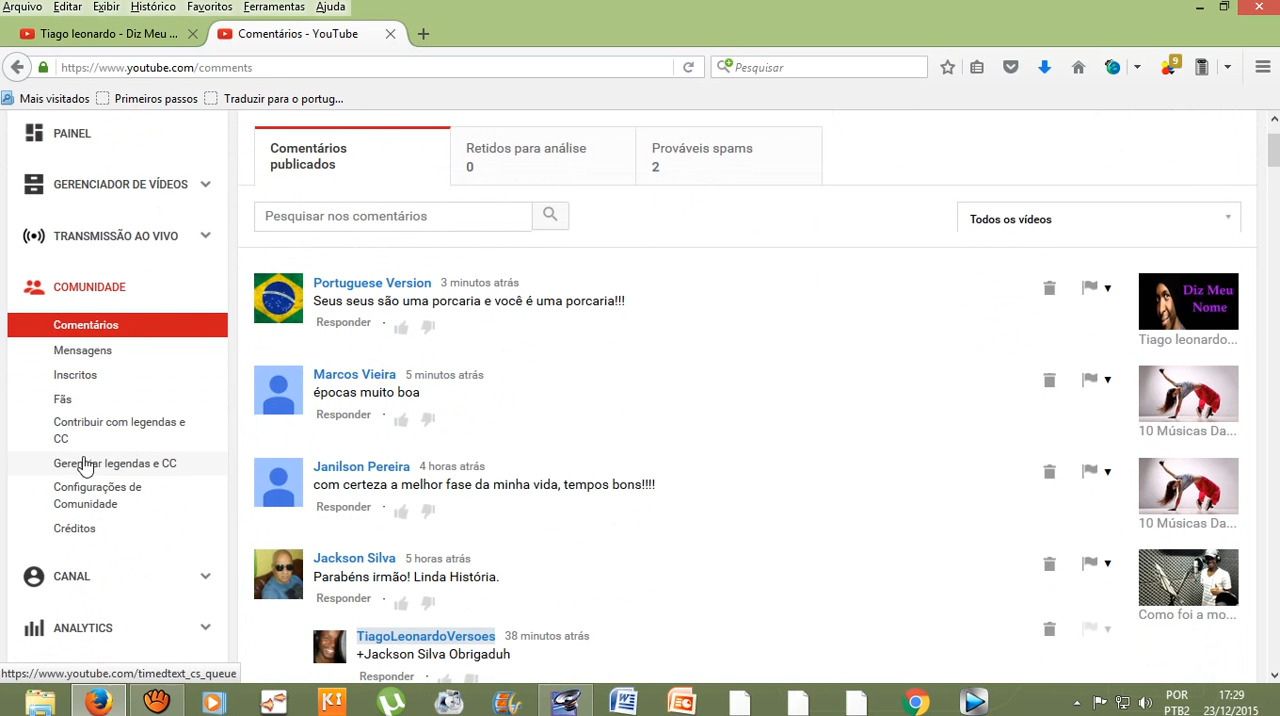 Arquivo Editar Exibir Histórico Favoritos Ferramentas Ajuda
Tiago leonardo - Diz Meu ...
Comentários - YouTube
https://www.youtube.com/comments
Pesquisar
9
Mais visitados Primeiros passos Traduzir para o portug...
PAINEL
GERENCIADOR DE VÍDEOS
TRANSMISSÃO AO VIVO
COMUNIDADE
Comentários
Mensagens
Inscritos
Fãs
Contribuir com legendas e
CC
Gerenciar legendas e CC
Configurações de
Comunidade
Créditos
CANAL
ANALYTICS
https://www.youtube.com/timedtext_cs_queue
Comentários
publicados
Retidos para análise
0
Prováveis spams
2
Pesquisar nos comentários
Todos os vídeos
Portuguese Version 3 minutos atrás
Seus seus são uma porcaria e você é uma porcaria!!!
Responder ·
Diz Meu
Nome
Tiago leonardo...
Marcos Vieira 5 minutos atrás
épocas muito boa
Responder ·
10 Músicas Da...
Janilson Pereira 4 horas atrás
com certeza a melhor fase da minha vida, tempos bons!!!!
Responder ·
10 Músicas Da...
Jackson Silva 5 horas atrás
Parabéns irmão! Linda História.
Responder ·
Como foi a mo...
TiagoLeonardoVersoes 38 minutos atrás
+Jackson Silva Obrigaduh
Responder ·
POR
PTB2
17:29
23/12/2015